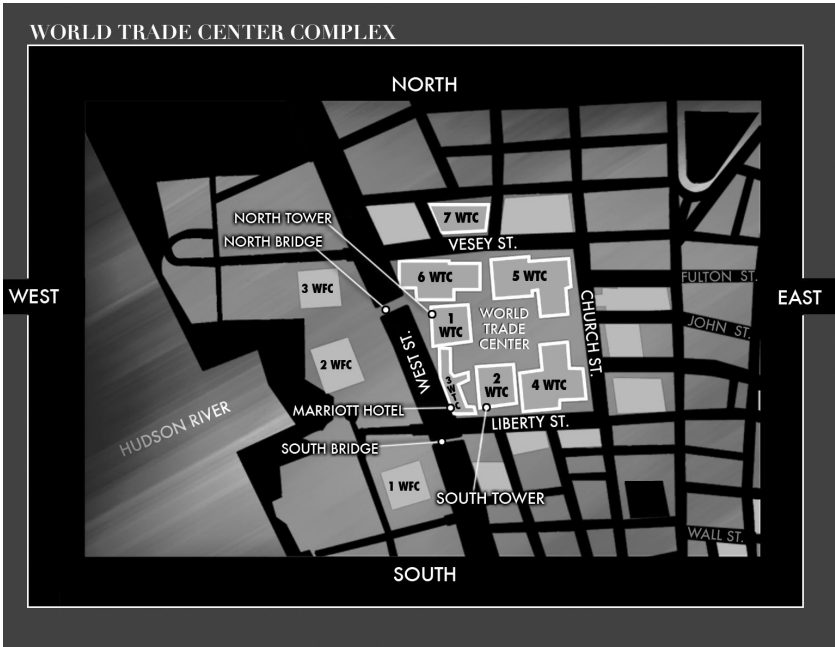 WORLD TRADE CENTER COMPLEX
NORTH
NORTH TOWER
7 WTC
NORTH BRIDGE
VESEY ST.
6 WTC
5 WTC
FULTON ST.
3 WFC
WEST
EAST
1
WTC
WORLD
TRADE
CENTER
CHURCH ST.
JOHN ST.
WEST ST.
2 WFC
3
WTC
2
WTC
4 WTC
MARRIOTT HOTEL
HUDSON RIVER
LIBERTY ST.
SOUTH BRIDGE
1 WFC
SOUTH TOWER
WALL ST.
SOUTH